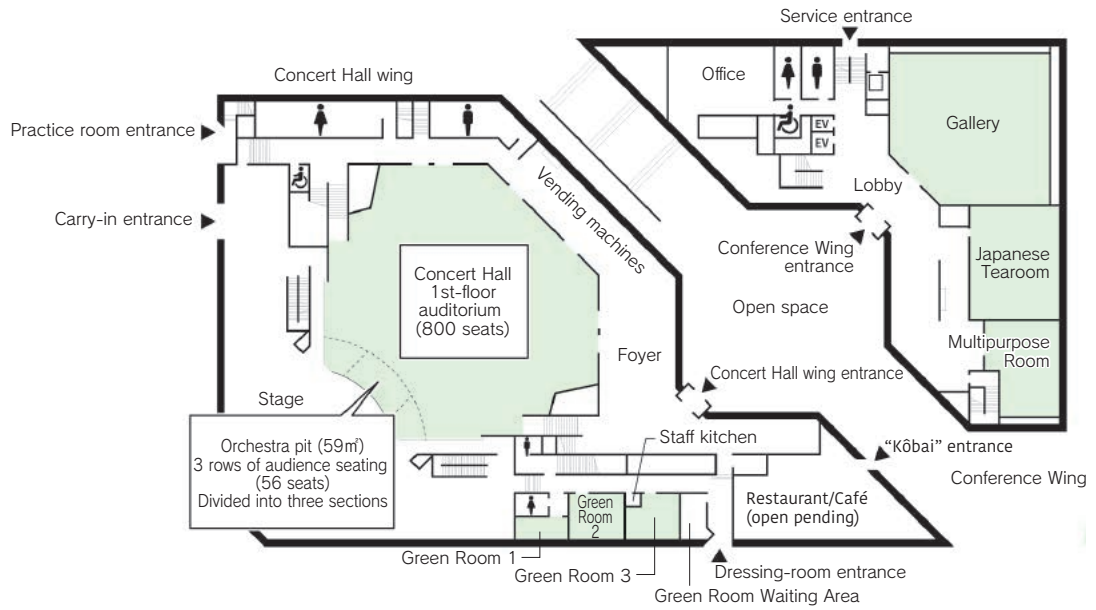 Service entrance
Concert Hall wing
Office
Practice room entrance
EV
EV
Gallery
Vending machines
Lobby
Carry-in entrance
Conference Wing
entrance
Japanese
Tearoom
Concert Hall
1st-floor
auditorium
(800 seats)
Open space
Multipurpose
Room
Foyer
Concert Hall wing entrance
Stage
Orchestra pit (59㎡)
3 rows of audience seating
(56 seats)
Divided into three sections
Staff kitchen
“Kôbai” entrance
Conference Wing
Restaurant/Café
(open pending)
Green
Room
2
Green Room 1
Green Room 3
Dressing-room entrance
Green Room Waiting Area